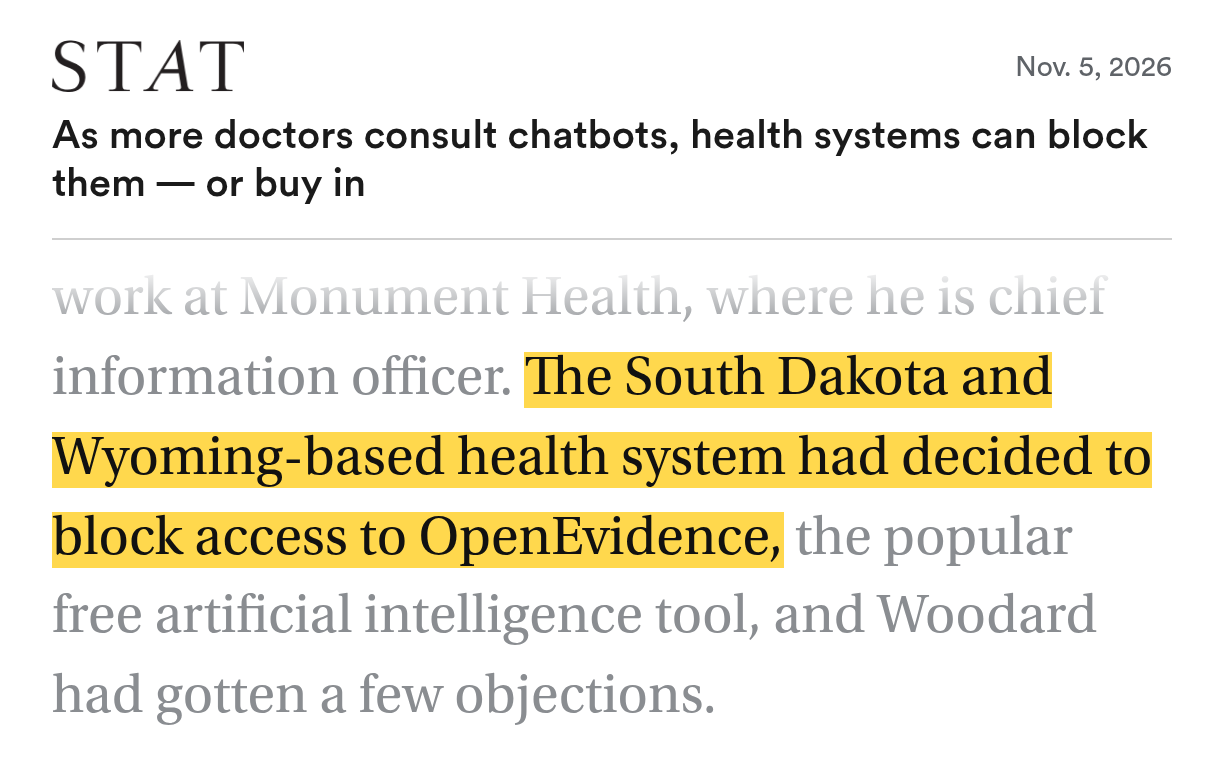 STAT
Nov. 5, 2026
As more doctors consult chatbots, health systems can block
them — or buy in
work at Monument Health, where he is chief
information officer. The South Dakota and
Wyoming-based health system had decided to
block access to OpenEvidence, the popular
free artificial intelligence tool, and Woodard
had gotten a few objections.